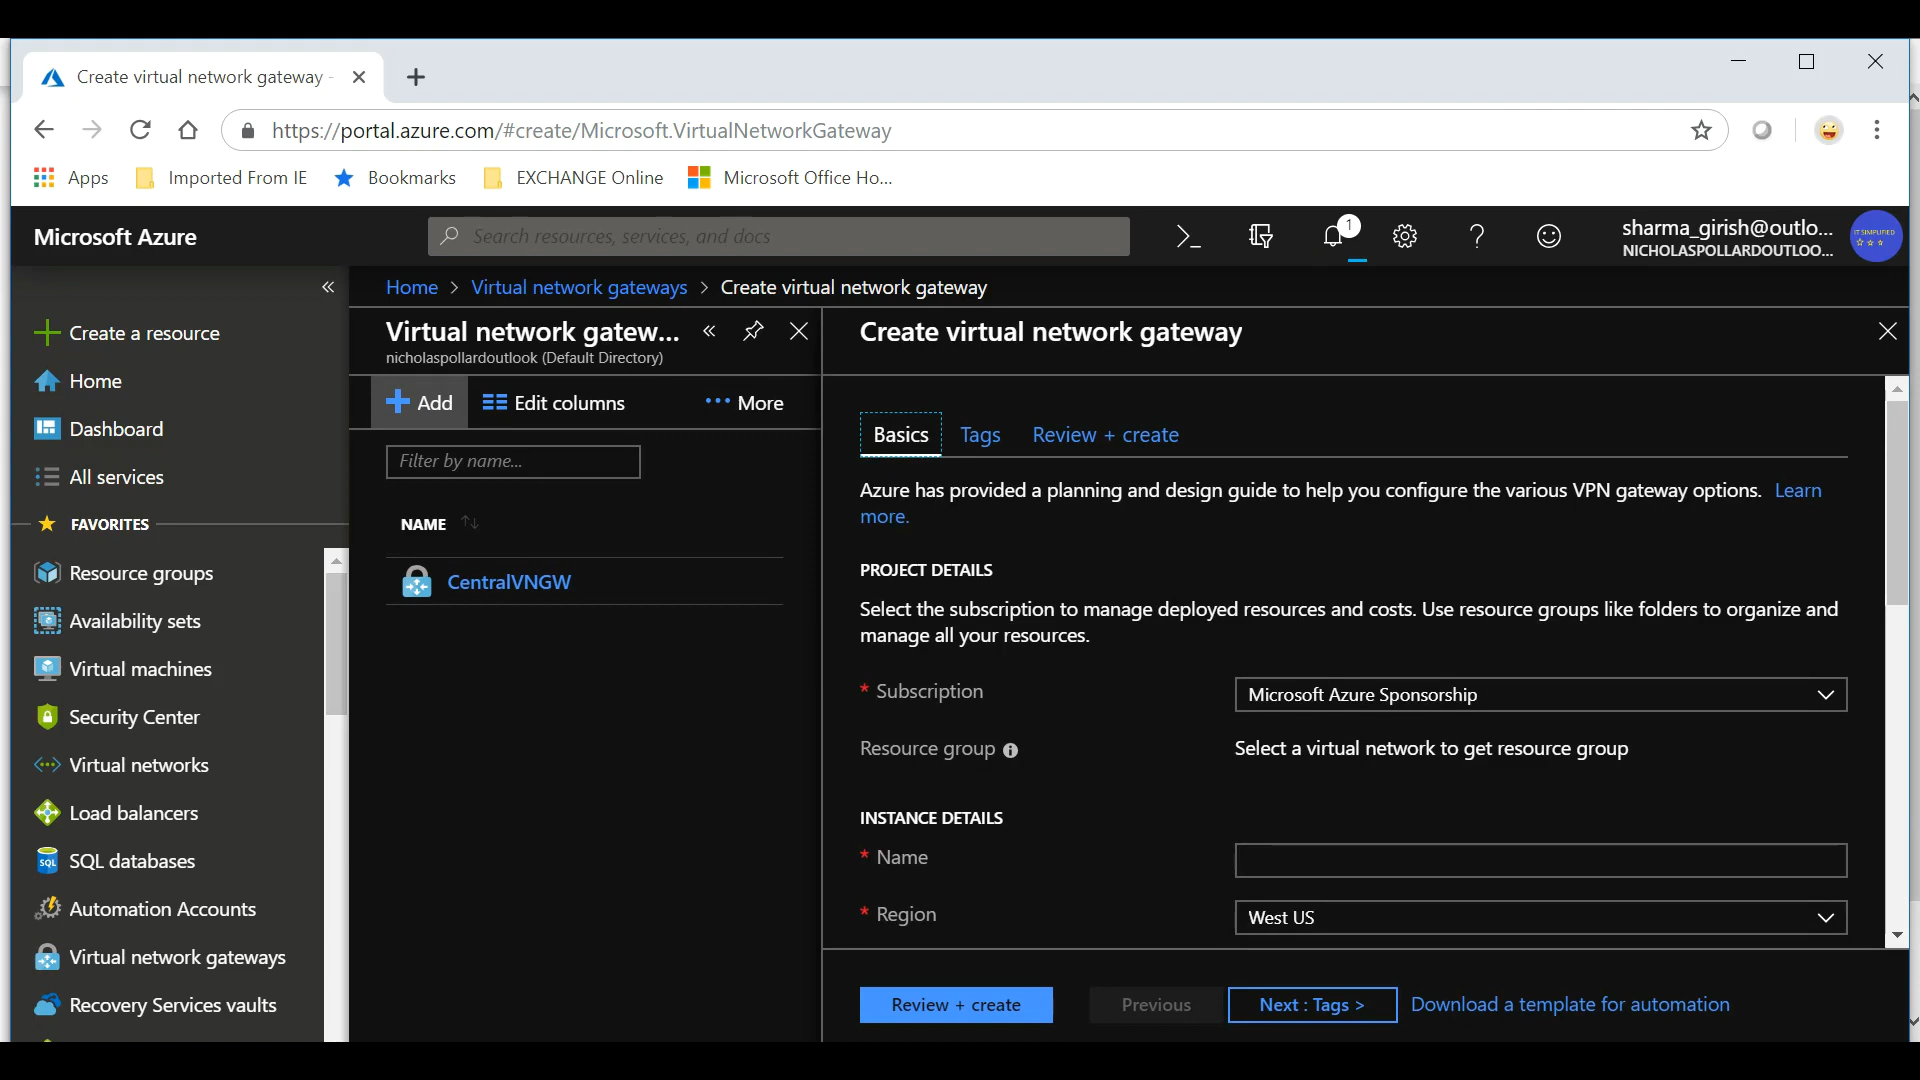 Create virtual network gateway -
https://portal.azure.com/#create/Microsoft.VirtualNetworkGateway
Apps Imported From IE Bookmarks EXCHANGE Online Microsoft Office Ho...
Microsoft Azure
Search resources, services, and docs
1
sharma_girish@outlo...
NICHOLASPOLLARDOUTLOO...
IT SIMPLIFIED
Home > Virtual network gateways > Create virtual network gateway
Create a resource
Home
Dashboard
All services
FAVORITES
Resource groups
Availability sets
Virtual machines
Security Center
Virtual networks
Load balancers
SQL
SQL databases
Automation Accounts
Virtual network gateways
Recovery Services vaults
Virtual network gatew...
nicholaspollardoutlook (Default Directory)
Add Edit columns More
Filter by name...
NAME
CentralVNGW
Create virtual network gateway
Basics Tags Review + create
Azure has provided a planning and design guide to help you configure the various VPN gateway options. Learn
more.
PROJECT DETAILS
Select the subscription to manage deployed resources and costs. Use resource groups like folders to organize and
manage all your resources.
* Subscription Microsoft Azure Sponsorship
Resource group Select a virtual network to get resource group
INSTANCE DETAILS
* Name
* Region West US
Review + create Previous Next : Tags > Download a template for automation